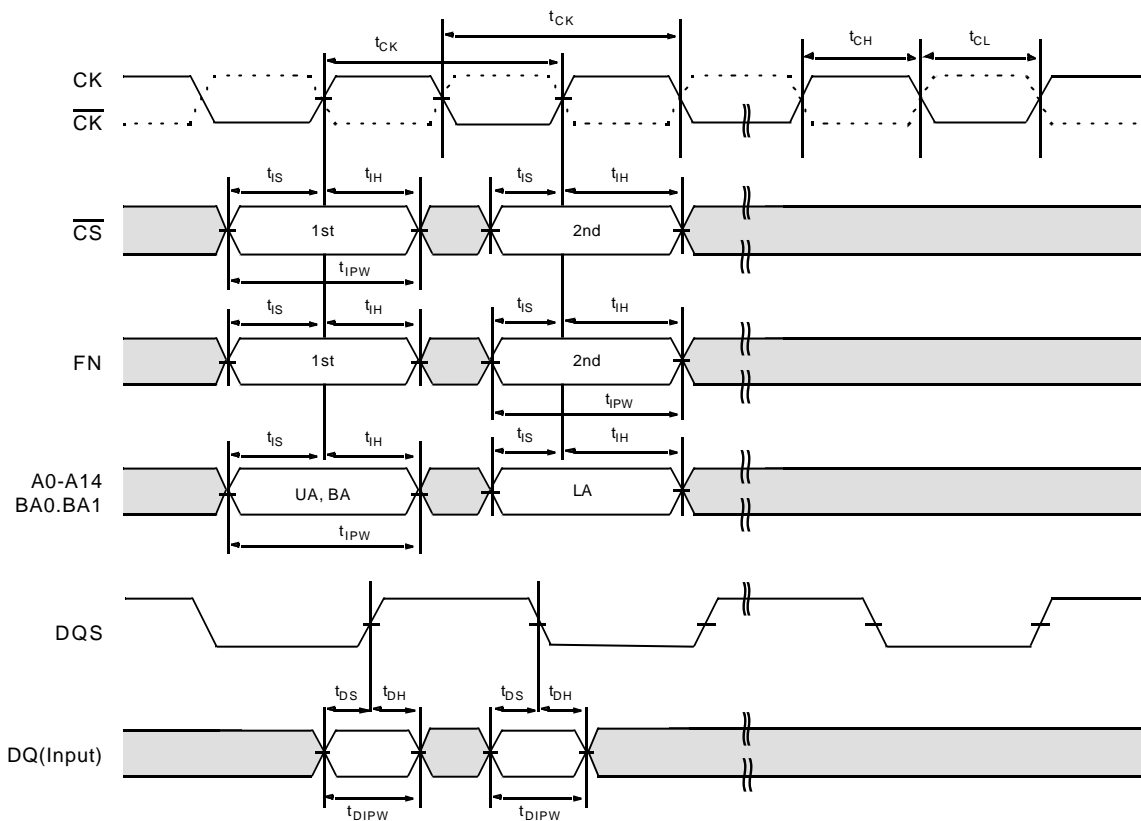 tCK
tCK tCH tCL
CK
CK
tIS tIH tIS tIH
CS 1st 2nd
tIPW
tIS tIH tIS tIH
FN 1st 2nd
tIPW
tIS tIH tIS tIH
A0-A14
BA0.BA1
UA, BA LA
tIPW
DQS
tDS tDH tDS tDH
DQ(Input)
tDIPW tDIPW